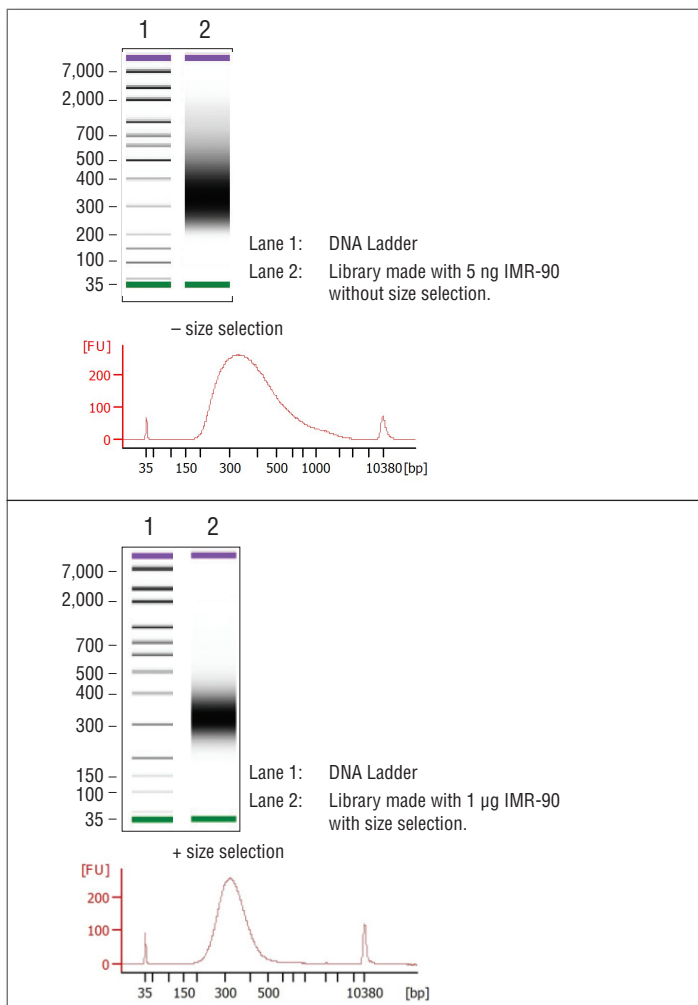 1 2
7,000
2,000
700
500
400
300
200
100
35
Lane 1: DNA Ladder
Lane 2: Library made with 5 ng IMR-90
without size selection.
– size selection
[FU]
200
100
0
35 150 300 500 1000 10380 [bp]
1 2
7,000
2,000
700
500
400
300
150
100
35
Lane 1: DNA Ladder
Lane 2: Library made with 1 µg IMR-90
with size selection.
+ size selection
[FU]
200
100
0
35 150 300 500 10380 [bp]